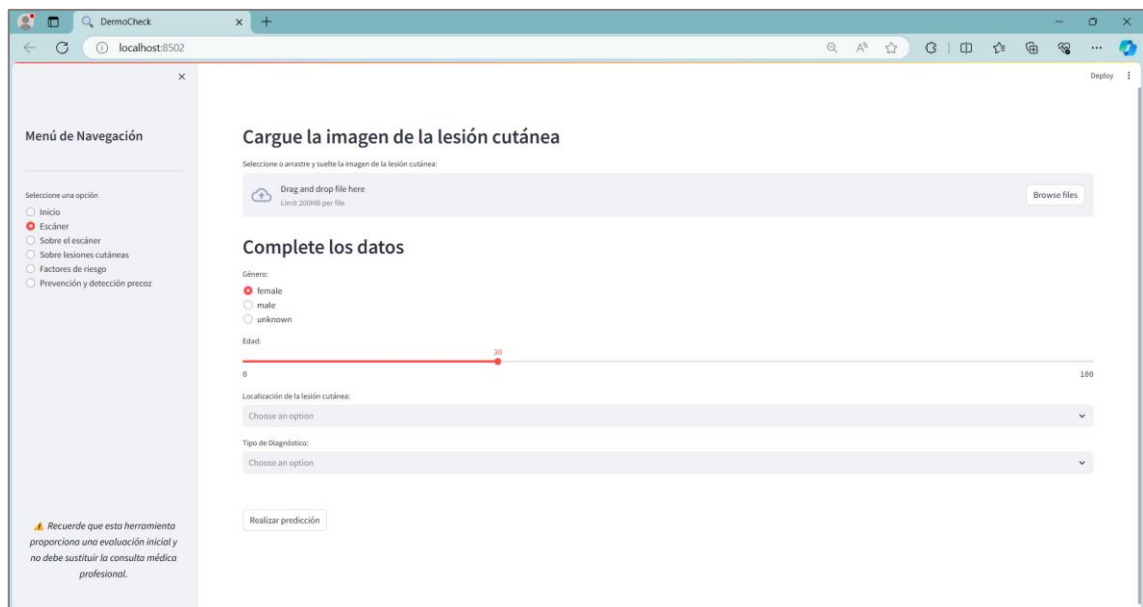 DermoCheck
localhost:8502
Deploy
Menú de Navegación
Seleccione una opción
Inicio
Escáner
Sobre el escáner
Sobre lesiones cutáneas
Factores de riesgo
Prevención y detección precoz
⚠️ Recuerde que esta herramienta
proporciona una evaluación inicial y
no debe sustituir la consulta médica
profesional.
Cargue la imagen de la lesión cutánea
Seleccione o arrastre y suelte la imagen de la lesión cutánea:
Drag and drop file here
Limit 200MB per file
Browse files
Complete los datos
Género:
female
male
unknown
Edad:
30
0 100
Localización de la lesión cutánea:
Choose an option
Tipo de Diagnóstico:
Choose an option
Realizar predicción